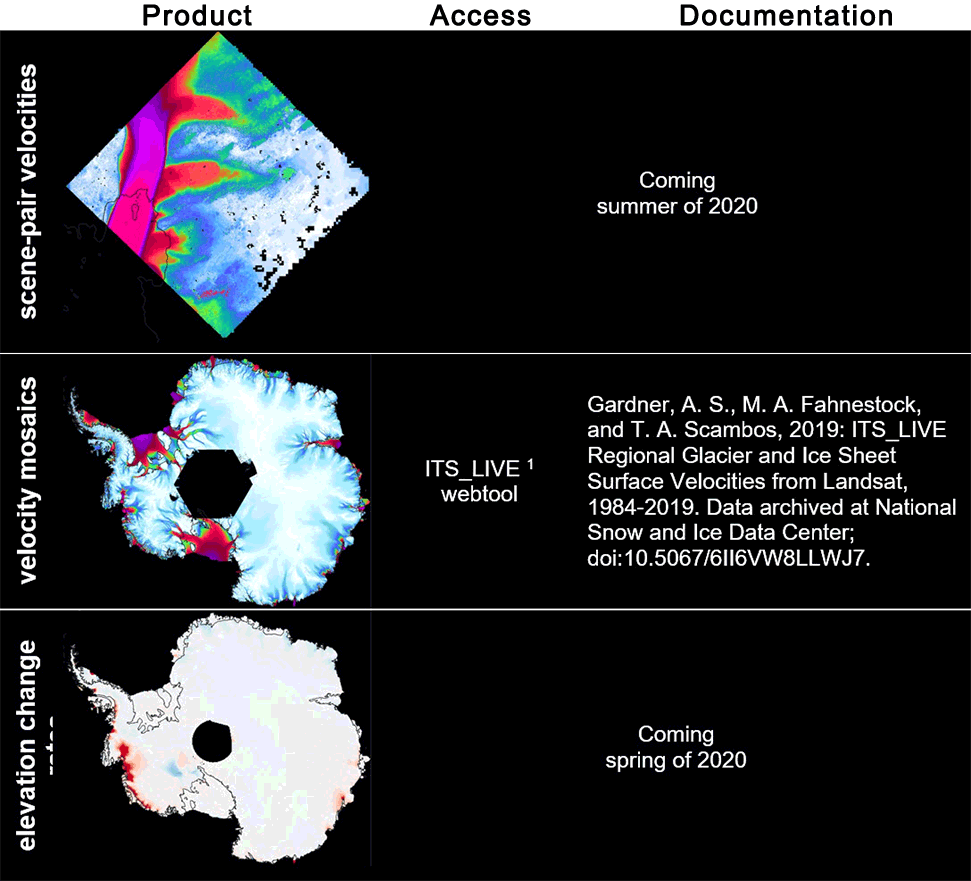 Product Access Documentation
scene-pair velocities
Coming
summer of 2020
velocity mosaics
ITS_LIVE ¹
webtool
Gardner, A. S., M. A. Fahnestock,
and T. A. Scambos, 2019: ITS_LIVE
Regional Glacier and Ice Sheet
Surface Velocities from Landsat,
1984-2019. Data archived at National
Snow and Ice Data Center;
doi:10.5067/6II6VW8LLWJ7.
elevation change
Coming
spring of 2020